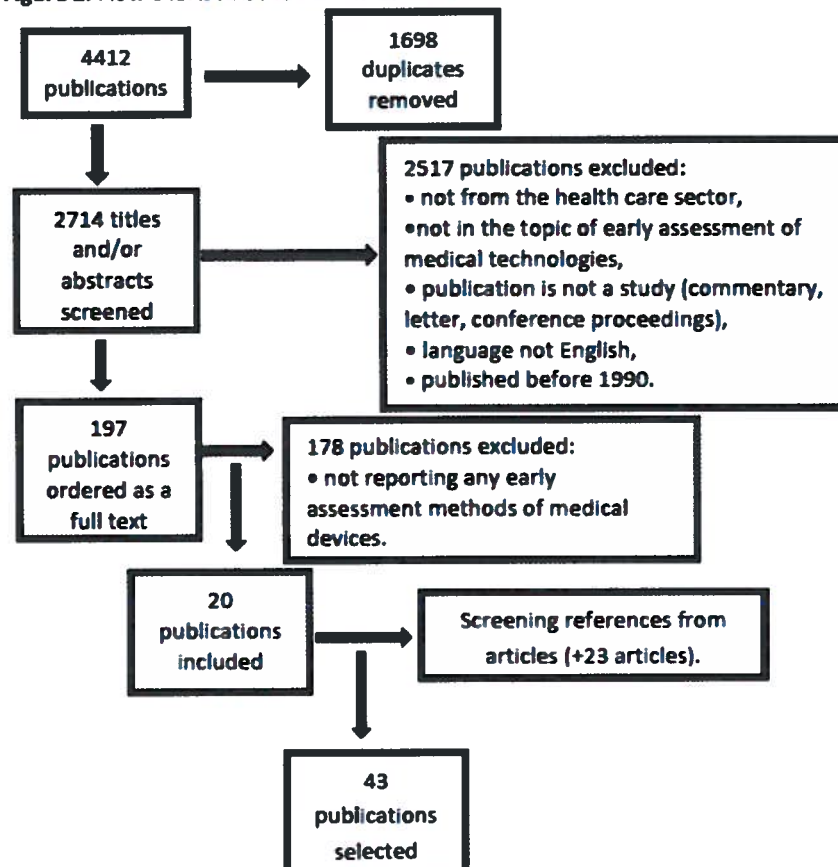 4412
publications
1698
duplicates
removed
2714 titles
and/or
abstracts
screened
2517 publications excluded:
• not from the health care sector,
•not in the topic of early assessment of
medical technologies,
• publication is not a study (commentary,
letter, conference proceedings),
• language not English,
• published before 1990.
197
publications
ordered as a
full text
178 publications excluded:
• not reporting any early
assessment methods of medical
devices.
20
publications
included
Screening references from
articles (+23 articles).
43
publications
selected